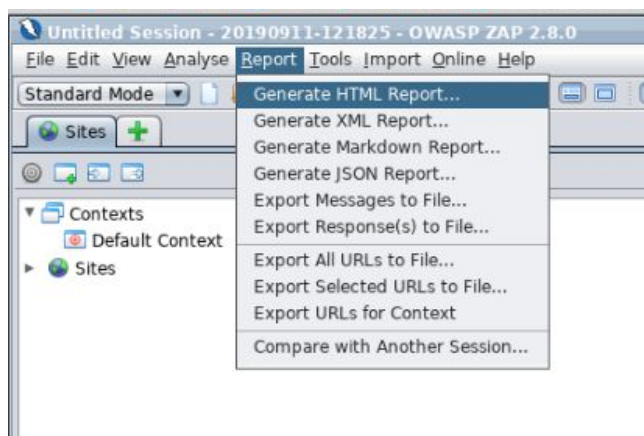 Untitled Session - 20190911-121825 - OWASP ZAP 2.8.0
File Edit View Analyse Report Tools Import Online Help
Standard Mode
Generate HTML Report...
Generate XML Report...
Sites
Generate Markdown Report...
Generate JSON Report...
Export Messages to File...
Contexts
Export Response(s) to File...
Default Context
Export All URLs to File...
Sites
Export Selected URLs to File...
Export URLs for Context
Compare with Another Session...